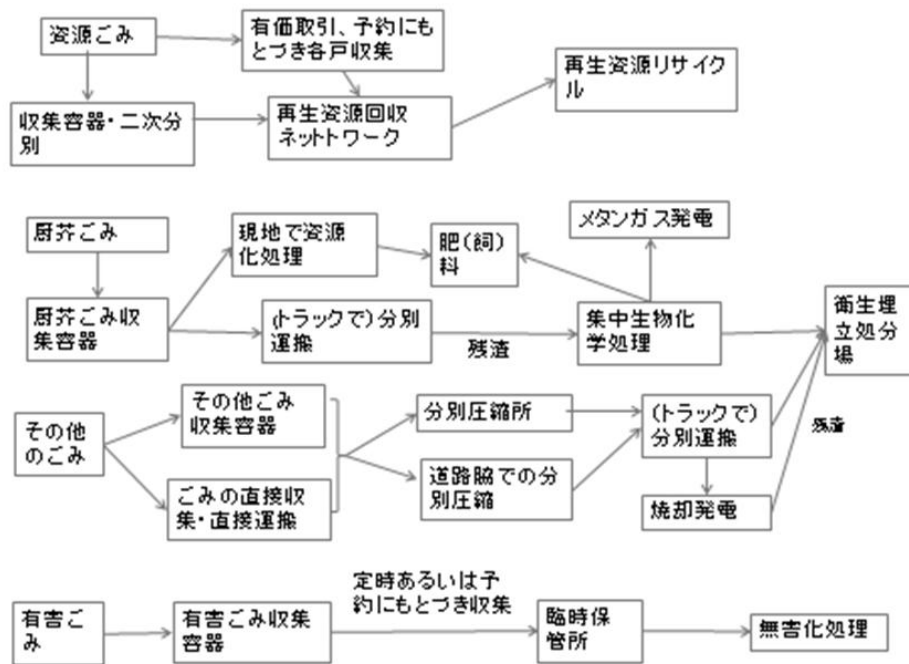 資源ごみ
有価取引、予約にも
とづき各戸収集
再生資源リサイク
ル
収集容器・二次分
別
再生資源回収
ネットワーク
厨芥ごみ
現地で資源
化処理
肥(飼)
料
メタンガス発電
厨芥ごみ収
集容器
(トラックで)分別
運搬
残渣
集中生物化
学処理
衛生埋
立処分
場
その他
のごみ
その他ごみ
収集容器
ごみの直接収
集・直接運搬
分別圧縮所
道路脇での分
別圧縮
(トラックで)
分別運搬
残渣
焼却発電
有害ご
み
有害ごみ収集
容器
定時あるいは予
約にもとづき収集
臨時保
管所
無害化処理